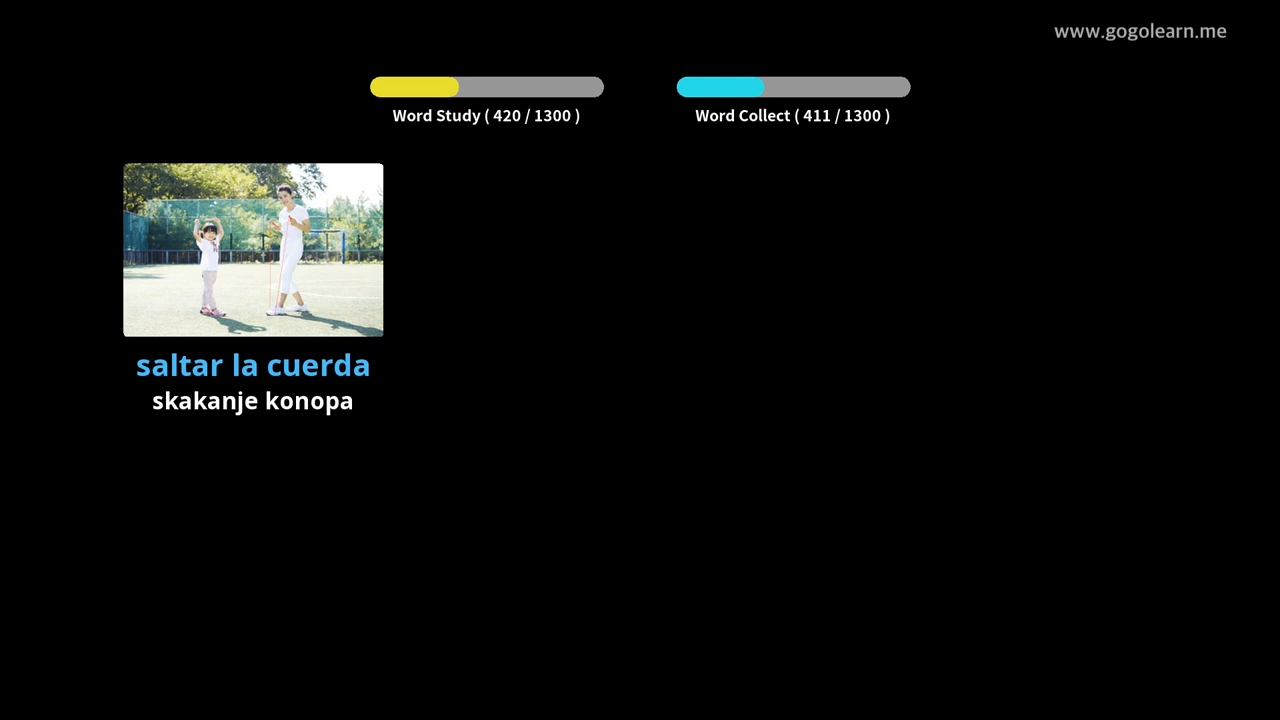 www.gogolearn.me
Word Study ( 420 / 1300 )
Word Collect ( 411 / 1300 )
saltar la cuerda
skakanje konopa